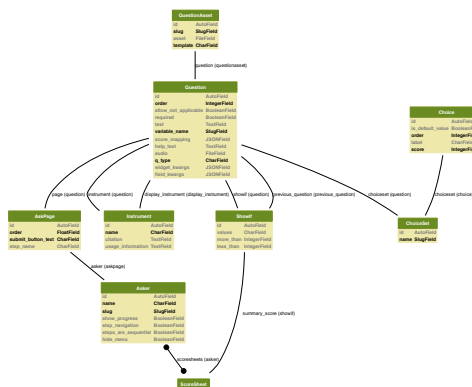 QuestionAsset
id AutoField
slug SlugField
asset FileField
template CharField
question (questionasset)
Question
id AutoField
order IntegerField
allow_not_applicable BooleanField
required BooleanField
text TextField
variable_name SlugField
score_mapping JSONField
help_text TextField
audio FileField
q_type CharField
widget_kwargs JSONField
field_kwargs JSONField
Choice
id AutoField
is_default_value BooleanField
order IntegerField
label CharField
score IntegerField
page (question)
instrument (question)
display_instrument (display_instrument)
showif (question)
previous_question (previous_question)
choiceset (question)
choiceset (choice)
AskPage
id AutoField
order FloatField
submit_button_text CharField
step_name CharField
Instrument
id AutoField
name CharField
citation TextField
usage_information TextField
ShowIf
id AutoField
values CharField
more_than IntegerField
less_than IntegerField
ChoiceSet
id AutoField
name SlugField
asker (askpage)
Asker
id AutoField
name CharField
slug SlugField
show_progress BooleanField
step_navigation BooleanField
steps_are_sequential BooleanField
hide_menu BooleanField
summary_score (showif)
scoresheets (asker)
ScoreSheet